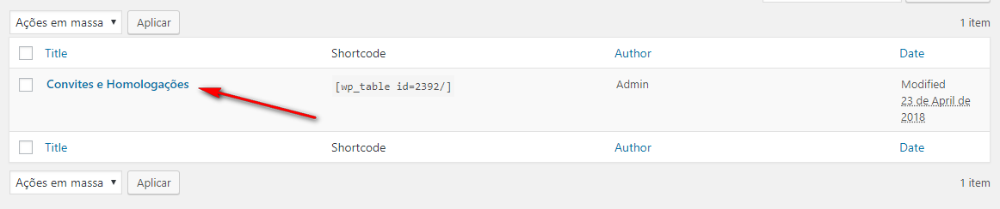 Ações em massa Aplicar 1 item
Title Shortcode Author Date
Convites e Homologações [wp_table id=2392/] Admin Modified
23 de April de
2018
Title Shortcode Author Date
Ações em massa Aplicar 1 item